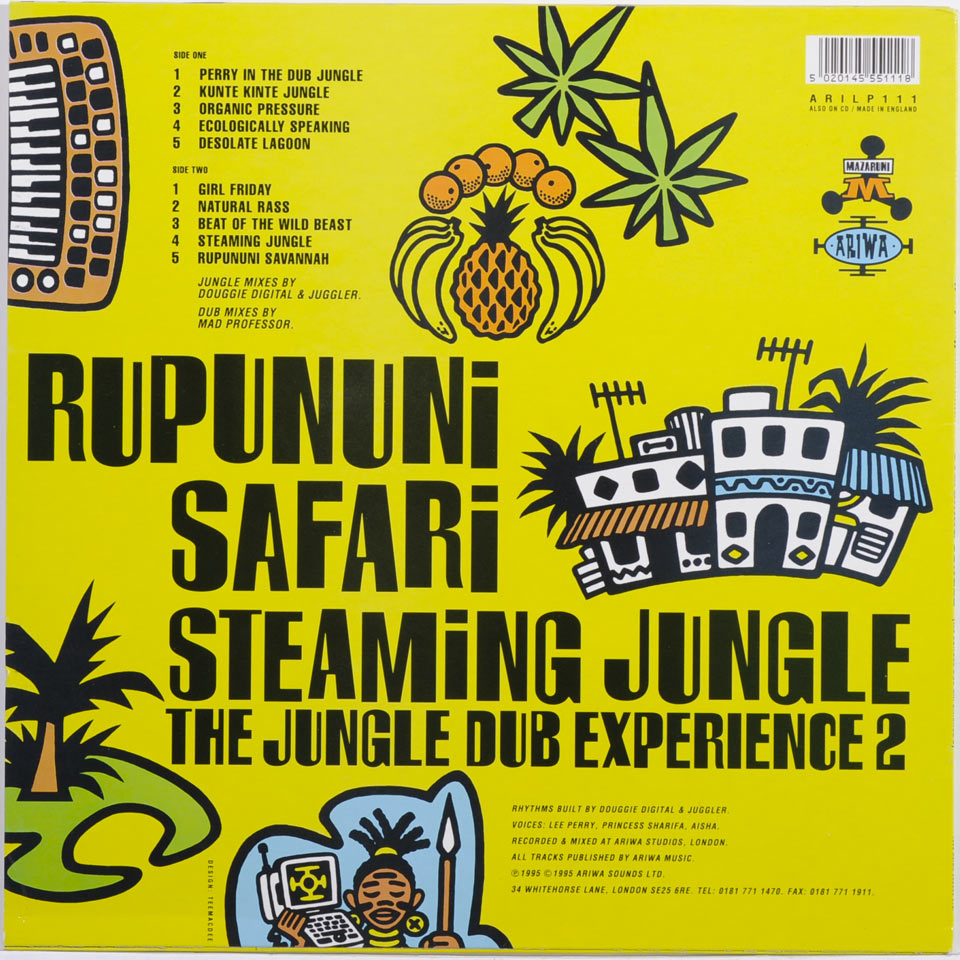 SIDE ONE
1 PERRY IN THE DUB JUNGLE
2 KUNTE KINTE JUNGLE
3 ORGANIC PRESSURE
4 ECOLOGICALLY SPEAKING
5 DESOLATE LAGOON
SIDE TWO
1 GIRL FRIDAY
2 NATURAL RASS
3 BEAT OF THE WILD BEAST
4 STEAMING JUNGLE
5 RUPUNUNI SAVANNAH
JUNGLE MIXES BY
DOUGGIE DIGITAL & JUGGLER.
DUB MIXES BY
MAD PROFESSOR.
5 020145 551118
ARILP111
ALSO ON CD / MADE IN ENGLAND
MAZARUNI
M
ARIWA
RUPUNUNi
SAFARi
STEAMiNG JUNGLE
THE JUNGLE DUB EXPERIENCE 2
RHYTHMS BUILT BY DOUGGIE DIGITAL & JUGGLER.
VOICES: LEE PERRY, PRINCESS SHARIFA, AISHA.
RECORDED & MIXED AT ARIWA STUDIOS, LONDON.
ALL TRACKS PUBLISHED BY ARIWA MUSIC.
℗1995 ©1995 ARIWA SOUNDS LTD.
34 WHITEHORSE LANE, LONDON SE25 6RE. TEL: 0181 771 1470. FAX: 0181 771 1911.
DESIGN: TEEMACDEE